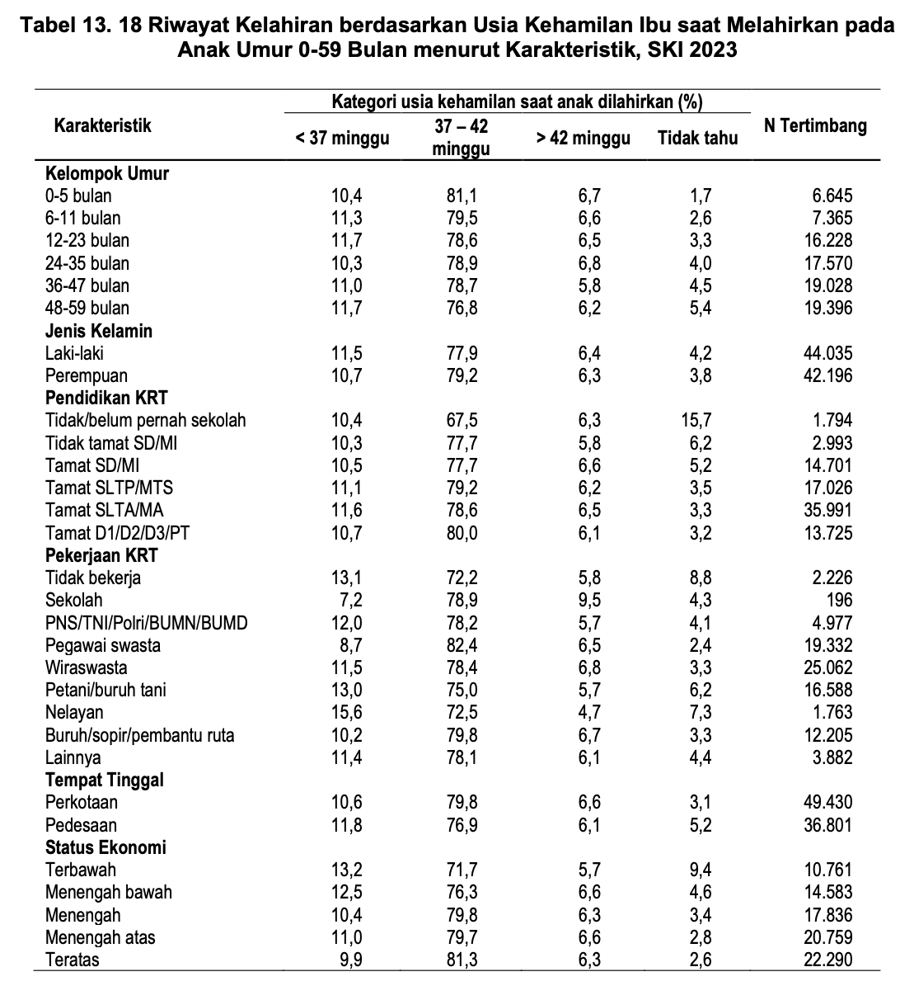 Tabel 13. 18 Riwayat Kelahiran berdasarkan Usia Kehamilan Ibu saat Melahirkan pada
Anak Umur 0-59 Bulan menurut Karakteristik, SKI 2023
Karakteristik Kategori usia kehamilan saat anak dilahirkan (%) N Tertimbang
< 37 minggu 37 – 42 minggu > 42 minggu Tidak tahu
Kelompok Umur
0-5 bulan 10,4 81,1 6,7 1,7 6.645
6-11 bulan 11,3 79,5 6,6 2,6 7.365
12-23 bulan 11,7 78,6 6,5 3,3 16.228
24-35 bulan 10,3 78,9 6,8 4,0 17.570
36-47 bulan 11,0 78,7 5,8 4,5 19.028
48-59 bulan 11,7 76,8 6,2 5,4 19.396
Jenis Kelamin
Laki-laki 11,5 77,9 6,4 4,2 44.035
Perempuan 10,7 79,2 6,3 3,8 42.196
Pendidikan KRT
Tidak/belum pernah sekolah 10,4 67,5 6,3 15,7 1.794
Tidak tamat SD/MI 10,3 77,7 5,8 6,2 2.993
Tamat SD/MI 10,5 77,7 6,6 5,2 14.701
Tamat SLTP/MTS 11,1 79,2 6,2 3,5 17.026
Tamat SLTA/MA 11,6 78,6 6,5 3,3 35.991
Tamat D1/D2/D3/PT 10,7 80,0 6,1 3,2 13.725
Pekerjaan KRT
Tidak bekerja 13,1 72,2 5,8 8,8 2.226
Sekolah 7,2 78,9 9,5 4,3 196
PNS/TNI/Polri/BUMN/BUMD 12,0 78,2 5,7 4,1 4.977
Pegawai swasta 8,7 82,4 6,5 2,4 19.332
Wiraswasta 11,5 78,4 6,8 3,3 25.062
Petani/buruh tani 13,0 75,0 5,7 6,2 16.588
Nelayan 15,6 72,5 4,7 7,3 1.763
Buruh/sopir/pembantu ruta 10,2 79,8 6,7 3,3 12.205
Lainnya 11,4 78,1 6,1 4,4 3.882
Tempat Tinggal
Perkotaan 10,6 79,8 6,6 3,1 49.430
Pedesaan 11,8 76,9 6,1 5,2 36.801
Status Ekonomi
Terbawah 13,2 71,7 5,7 9,4 10.761
Menengah bawah 12,5 76,3 6,6 4,6 14.583
Menengah 10,4 79,8 6,3 3,4 17.836
Menengah atas 11,0 79,7 6,6 2,8 20.759
Teratas 9,9 81,3 6,3 2,6 22.290